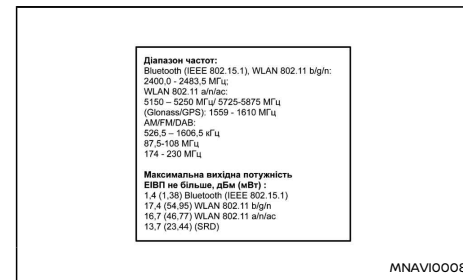 Діапазон частот:
Bluetooth (IEEE 802.15.1), WLAN 802.11 b/g/n:
2400,0 - 2483,5 МГц;
WLAN 802.11 a/n/ac:
5150 – 5250 МГц/ 5725-5875 МГц
(Glonass/GPS): 1559 - 1610 МГц
AM/FM/DAB:
526,5 – 1606,5 кГц
87,5-108 МГц
174 - 230 МГц
Максимальна вихідна потужність
ЕІВП не більше, дБм (мВт) :
1,4 (1,38) Bluetooth (IEEE 802.15.1)
17,4 (54,95) WLAN 802.11 b/g/n
16,7 (46,77) WLAN 802.11 a/n/ac
13,7 (23,44) (SRD)
MNAVI0008